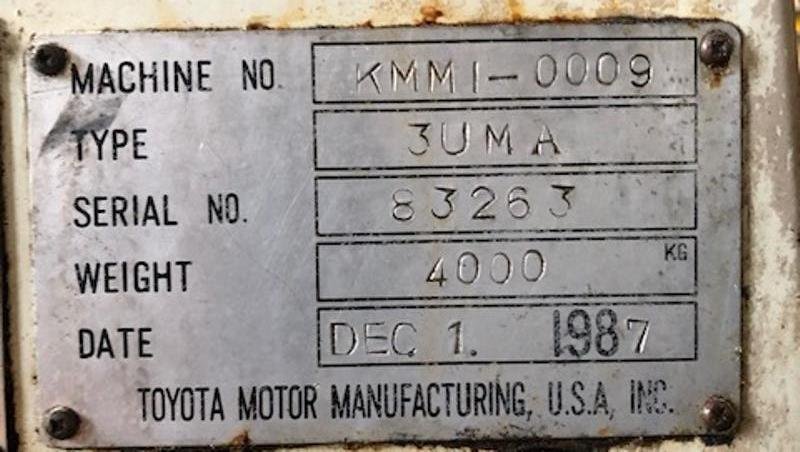 MACHINE NO. KMM1-0009
TYPE 3UMA
SERIAL NO. 83263
WEIGHT 4000 KG
DATE DEC 1. 1987
TOYOTA MOTOR MANUFACTURING, U.S.A, INC.